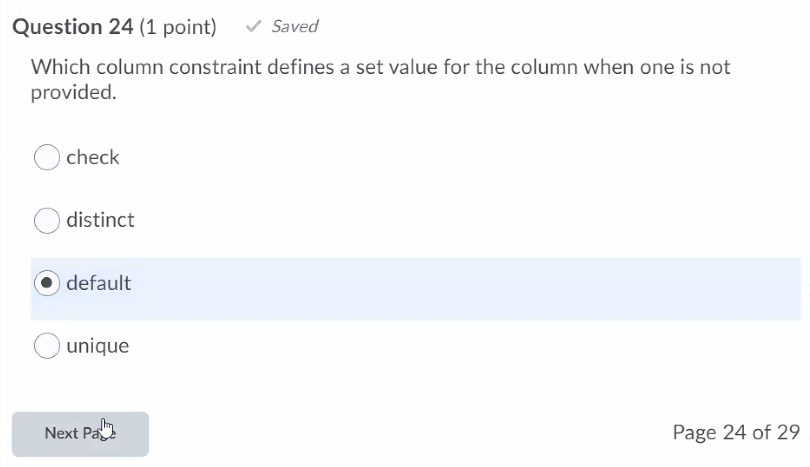 Question 24 (1 point) Saved
Which column constraint defines a set value for the column when one is not
provided.
check
distinct
default
unique
Next Page
Page 24 of 29